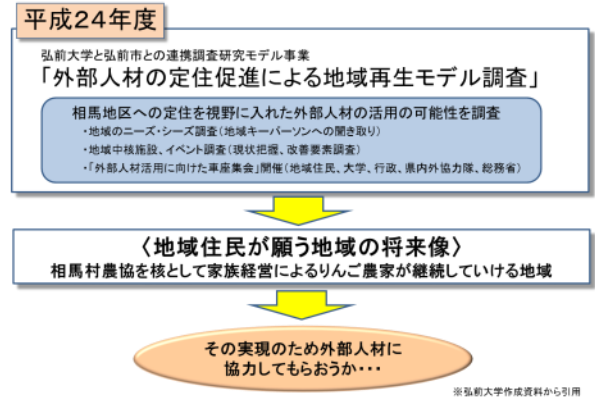 平成24年度
弘前大学と弘前市との連携調査研究モデル事業
「外部人材の定住促進による地域再生モデル調査」
相馬地区への定住を視野に入れた外部人材の活用の可能性を調査
・地域のニーズ・シーズ調査(地域キーパーソンへの聞き取り)
・地域中核施設、イベント調査(現状把握、改善要素調査)
・「外部人材活用に向けた車座集会」開催(地域住民、大学、行政、県内外協力隊、総務省)
〈地域住民が願う地域の将来像〉
相馬村農協を核として家族経営によるりんご農家が継続していける地域
その実現のため外部人材に
協力してもらおうか・・・
※弘前大学作成資料から引用